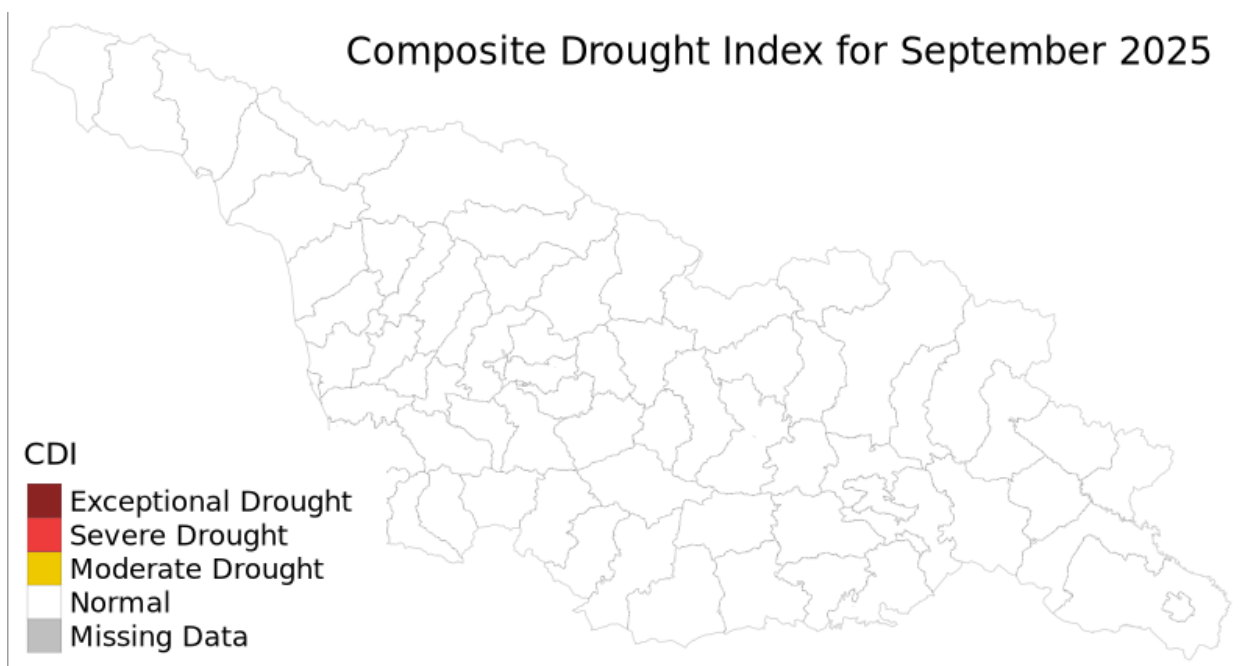 Composite Drought Index for September 2025
CDI
Exceptional Drought
Severe Drought
Moderate Drought
Normal
Missing Data